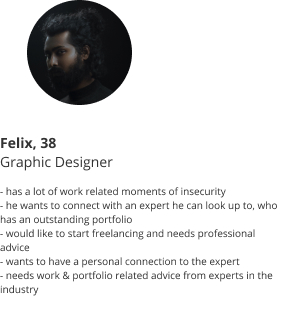 Felix, 38
Graphic Designer
- has a lot of work related moments of insecurity
- he wants to connect with an expert he can look up to, who
has an outstanding portfolio
- would like to start freelancing and needs professional
advice
- wants to have a personal connection to the expert
- needs work & portfolio related advice from experts in the
industry